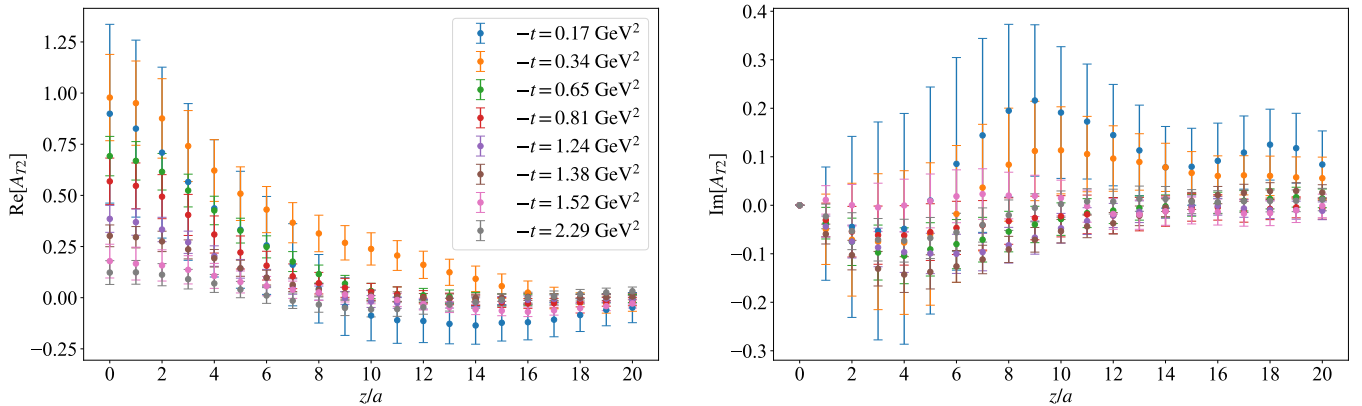 1.25
1.00
0.75
0.50
0.25
0.00
−0.25
Re[A_{T2}]
−t = 0.17 GeV²
−t = 0.34 GeV²
−t = 0.65 GeV²
−t = 0.81 GeV²
−t = 1.24 GeV²
−t = 1.38 GeV²
−t = 1.52 GeV²
−t = 2.29 GeV²
0 2 4 6 8 10 12 14 16 18 20
z/a
0.4
0.3
0.2
0.1
0.0
−0.1
−0.2
−0.3
Im[A_{T2}]
0 2 4 6 8 10 12 14 16 18 20
z/a